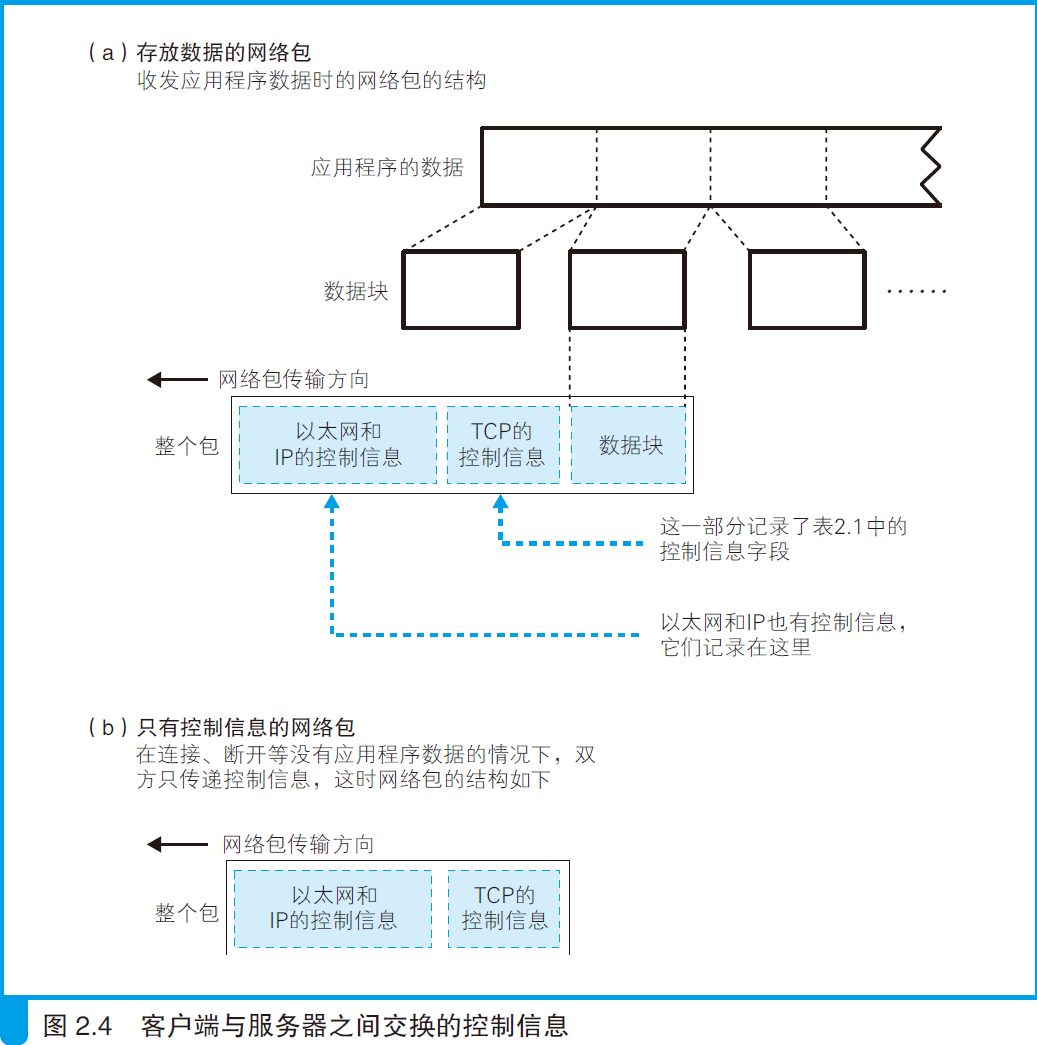 （a）存放数据的网络包
收发应用程序数据时的网络包的结构
应用程序的数据
数据块
……
网络包传输方向
整个包
以太网和
IP的控制信息
TCP的
控制信息
数据块
这一部分记录了表2.1中的
控制信息字段
以太网和IP也有控制信息，
它们记录在这里
（b）只有控制信息的网络包
在连接、断开等没有应用程序数据的情况下，双
方只传递控制信息，这时网络包的结构如下
网络包传输方向
整个包
以太网和
IP的控制信息
TCP的
控制信息
图 2.4 客户端与服务器之间交换的控制信息